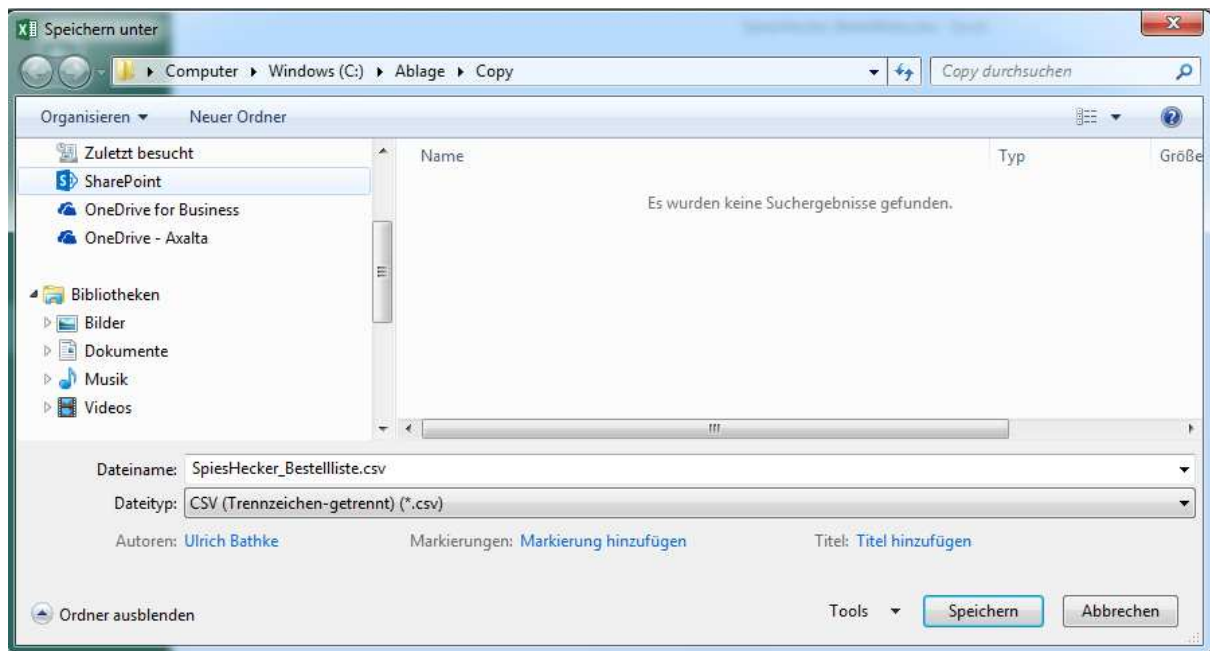 Speichern unter
Computer Windows (C:) Ablage Copy
Copy durchsuchen
Organisieren Neuer Ordner
Zuletzt besucht
SharePoint
OneDrive for Business
OneDrive - Axalta
Bibliotheken
Bilder
Dokumente
Musik
Videos
Name Typ Größe
Es wurden keine Suchergebnisse gefunden.
Dateiname: SpiesHecker_Bestellliste.csv
Dateityp: CSV (Trennzeichen-getrennt) (*.csv)
Autoren: Ulrich Bathke Markierungen: Markierung hinzufügen Titel: Titel hinzufügen
Ordner ausblenden Tools Speichern Abbrechen